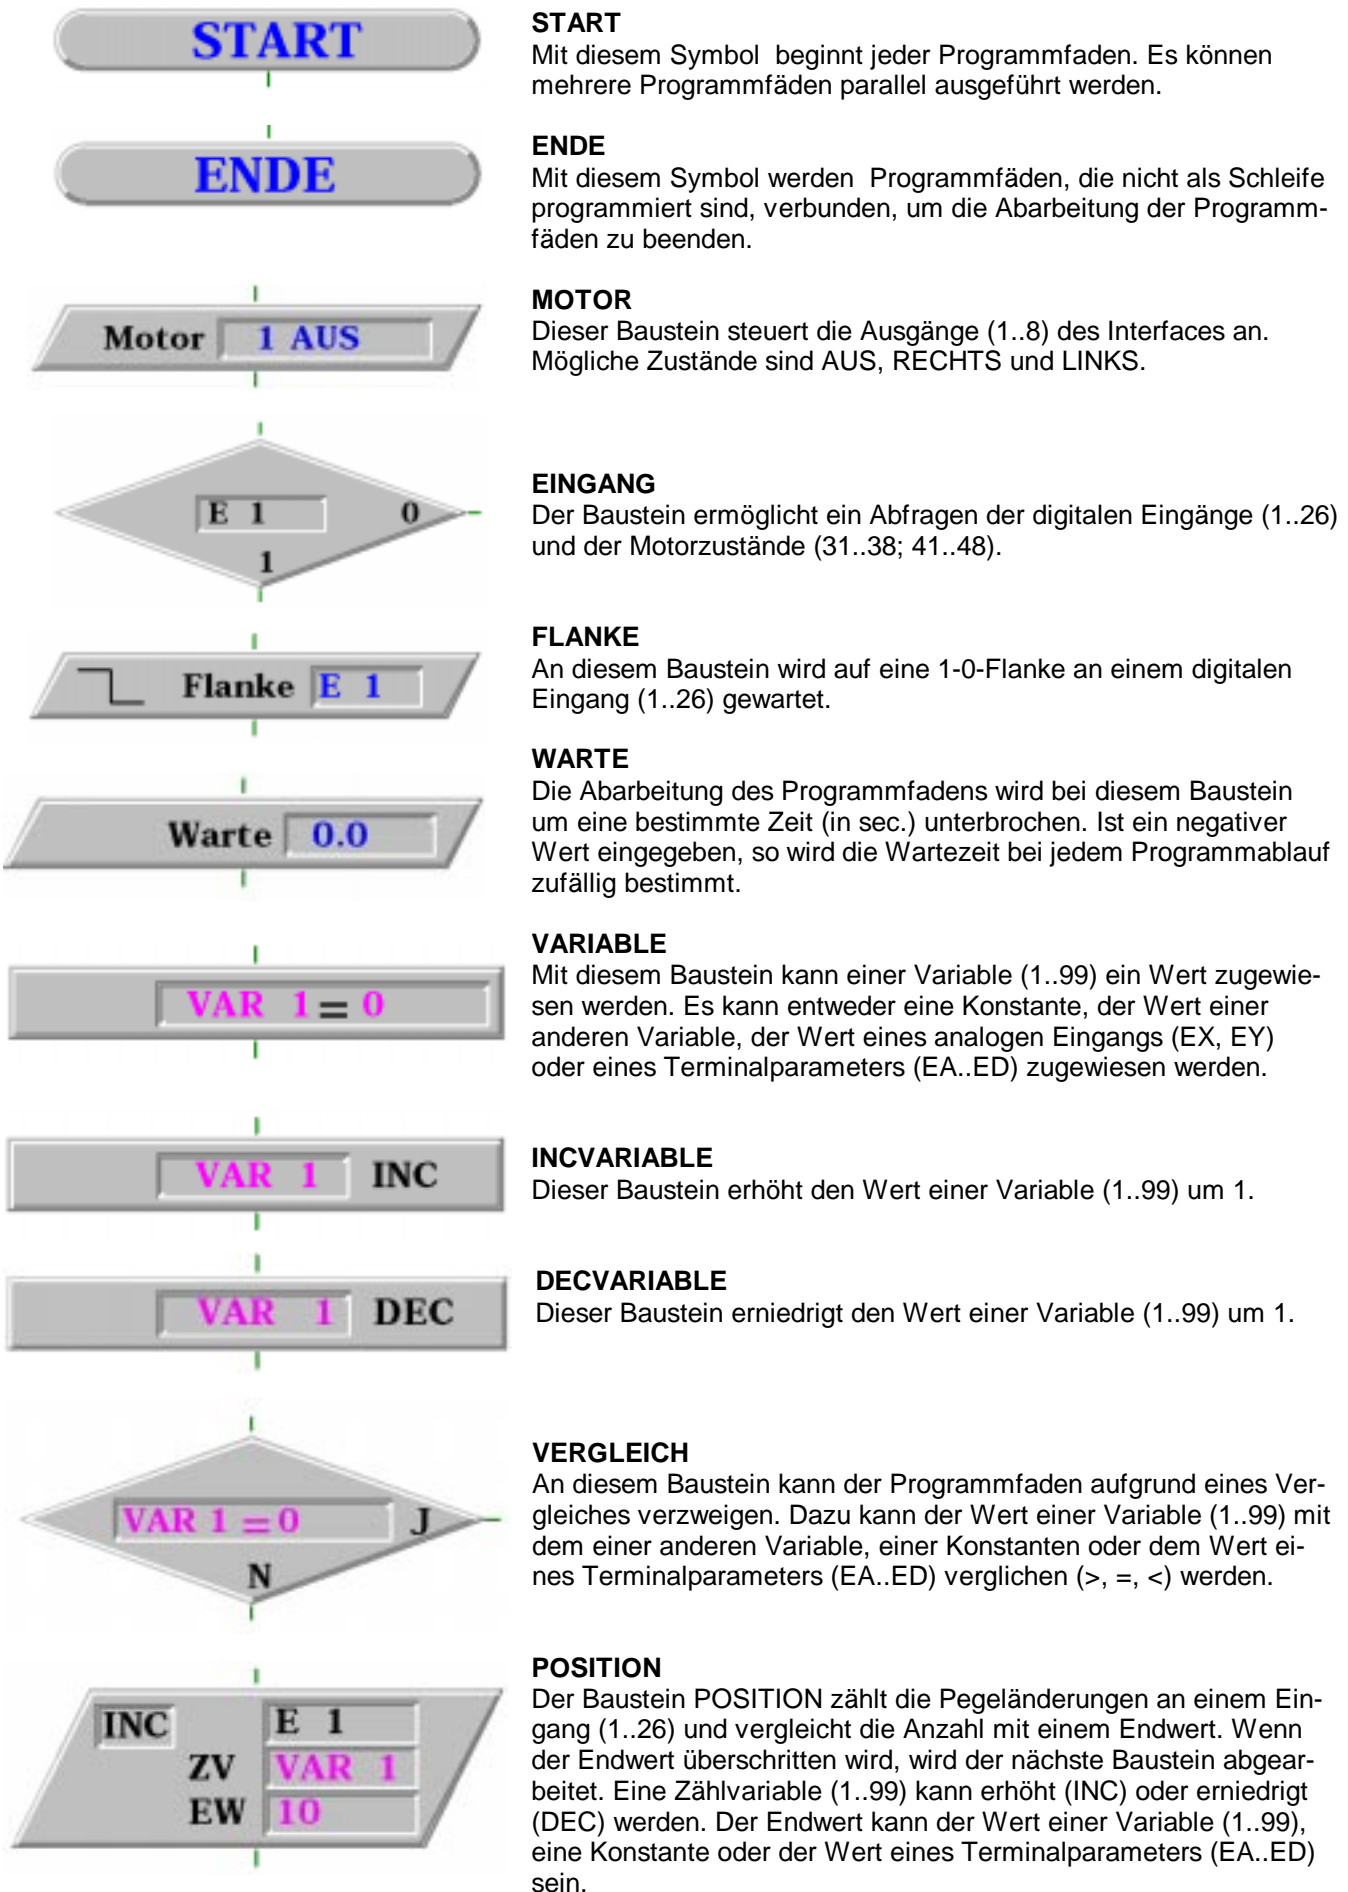 START
START
Mit diesem Symbol beginnt jeder Programmfaden. Es können
mehrere Programmfäden parallel ausgeführt werden.
ENDE
ENDE
Mit diesem Symbol werden Programmfäden, die nicht als Schleife
programmiert sind, verbunden, um die Abarbeitung der Programm-
fäden zu beenden.
Motor 1 AUS
MOTOR
Dieser Baustein steuert die Ausgänge (1..8) des Interfaces an.
Mögliche Zustände sind AUS, RECHTS und LINKS.
E 1 0
1
EINGANG
Der Baustein ermöglicht ein Abfragen der digitalen Eingänge (1..26)
und der Motorzustände (31..38; 41..48).
Flanke E 1
FLANKE
An diesem Baustein wird auf eine 1-0-Flanke an einem digitalen
Eingang (1..26) gewartet.
Warte 0.0
WARTE
Die Abarbeitung des Programmfadens wird bei diesem Baustein
um eine bestimmte Zeit (in sec.) unterbrochen. Ist ein negativer
Wert eingegeben, so wird die Wartezeit bei jedem Programmablauf
zufällig bestimmt.
VAR 1 = 0
VARIABLE
Mit diesem Baustein kann einer Variable (1..99) ein Wert zugewie-
sen werden. Es kann entweder eine Konstante, der Wert einer
anderen Variable, der Wert eines analogen Eingangs (EX, EY)
oder eines Terminalparameters (EA..ED) zugewiesen werden.
VAR 1 INC
INCVARIABLE
Dieser Baustein erhöht den Wert einer Variable (1..99) um 1.
VAR 1 DEC
DECVARIABLE
Dieser Baustein erniedrigt den Wert einer Variable (1..99) um 1.
VAR 1 = 0 J
N
VERGLEICH
An diesem Baustein kann der Programmfaden aufgrund eines Ver-
gleiches verzweigen. Dazu kann der Wert einer Variable (1..99) mit
dem einer anderen Variable, einer Konstanten oder dem Wert ei-
nes Terminalparameters (EA..ED) verglichen (>, =, <) werden.
INC E 1
ZV VAR 1
EW 10
POSITION
Der Baustein POSITION zählt die Pegeländerungen an einem Ein-
gang (1..26) und vergleicht die Anzahl mit einem Endwert. Wenn
der Endwert überschritten wird, wird der nächste Baustein abgear-
beitet. Eine Zählvariable (1..99) kann erhöht (INC) oder erniedrigt
(DEC) werden. Der Endwert kann der Wert einer Variable (1..99),
eine Konstante oder der Wert eines Terminalparameters (EA..ED)
sein.